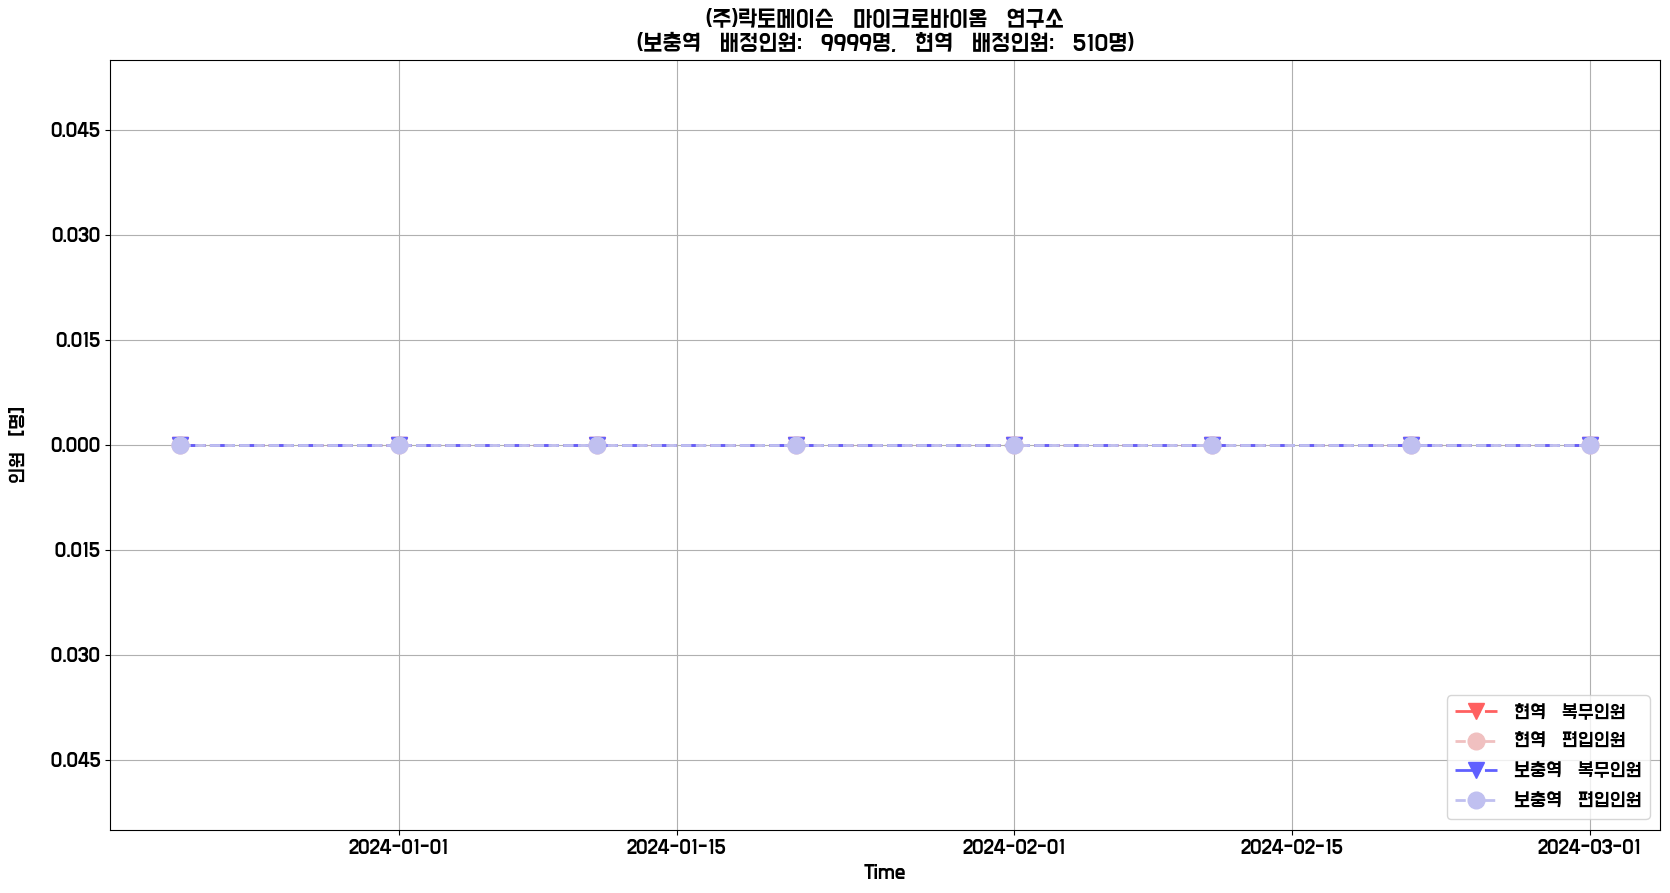 (주)락토메이슨 마이크로바이옴 연구소
(보충역 배정인원: 9999명, 현역 배정인원: 510명)
0.045
0.030
0.015
0.000
0.015
0.030
0.045
인원 [명]
2024-01-01
2024-01-15
2024-02-01
2024-02-15
2024-03-01
Time
현역 복무인원
현역 편입인원
보충역 복무인원
보충역 편입인원